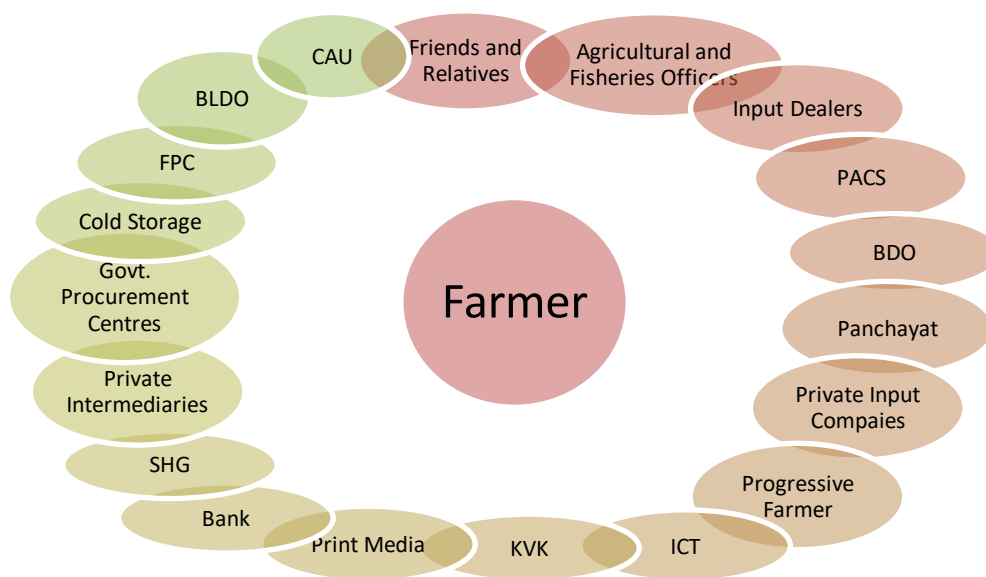 CAU
Friends and
Relatives
Agricultural and
Fisheries Officers
Input Dealers
PACS
BDO
Panchayat
Private Input
Compaies
Progressive
Farmer
ICT
KVK
Print Media
Bank
SHG
Private
Intermediaries
Govt.
Procurement
Centres
Cold Storage
FPC
BLDO
Farmer